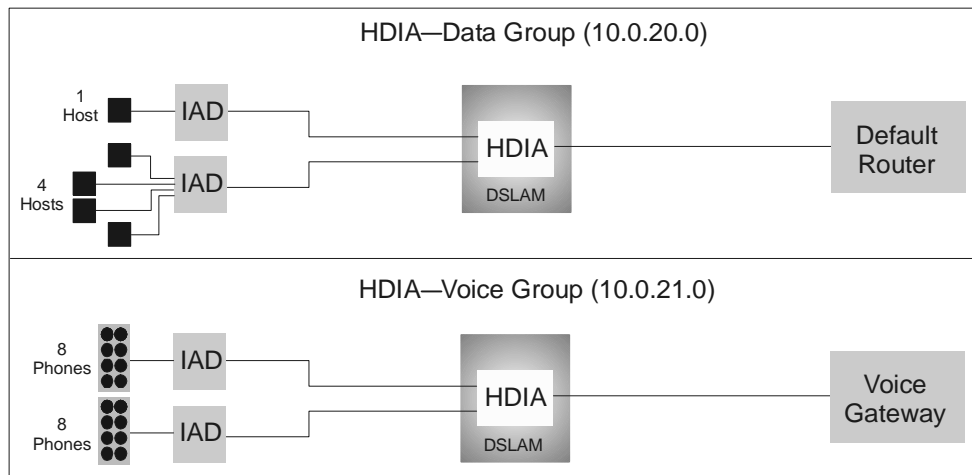 HDIA—Data Group (10.0.20.0)
1
Host
IAD
4
Hosts
IAD
HDIA
DSLAM
Default
Router
HDIA—Voice Group (10.0.21.0)
8
Phones
IAD
8
Phones
IAD
HDIA
DSLAM
Voice
Gateway